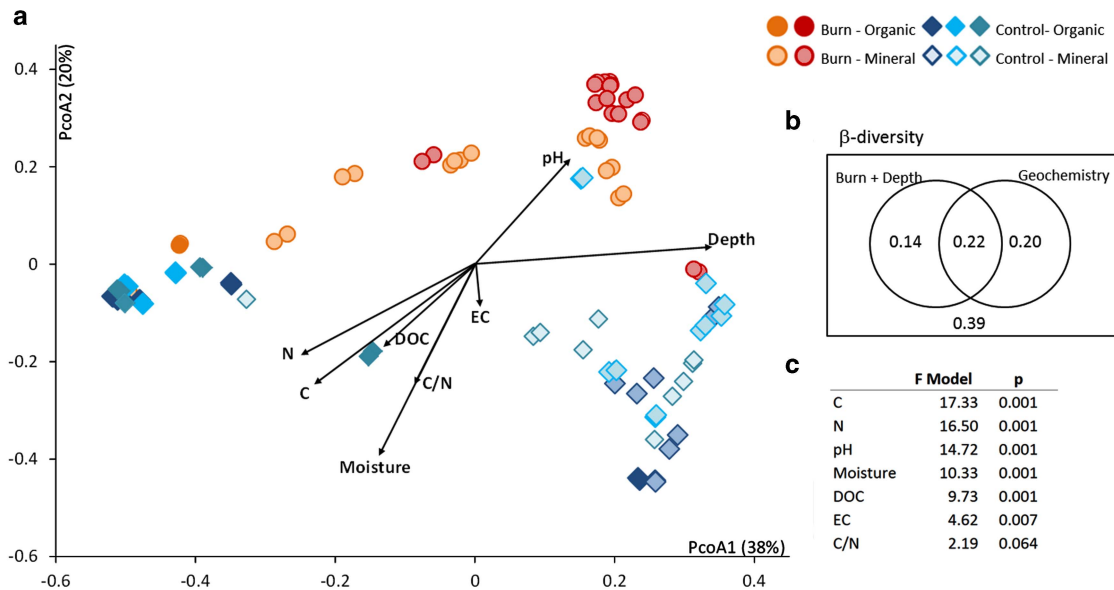 a
Burn - Organic
Control- Organic
Burn - Mineral
Control - Mineral
PcoA2 (20%)
0.4
0.2
0
-0.2
-0.4
-0.6
-0.6
-0.4
-0.2
0
0.2
0.4
PcoA1 (38%)
pH
Depth
EC
DOC
N
C
C/N
Moisture
b
β-diversity
Burn + Depth
Geochemistry
0.14
0.22
0.20
0.39
c
F Model p
C 17.33 0.001
N 16.50 0.001
pH 14.72 0.001
Moisture 10.33 0.001
DOC 9.73 0.001
EC 4.62 0.007
C/N 2.19 0.064